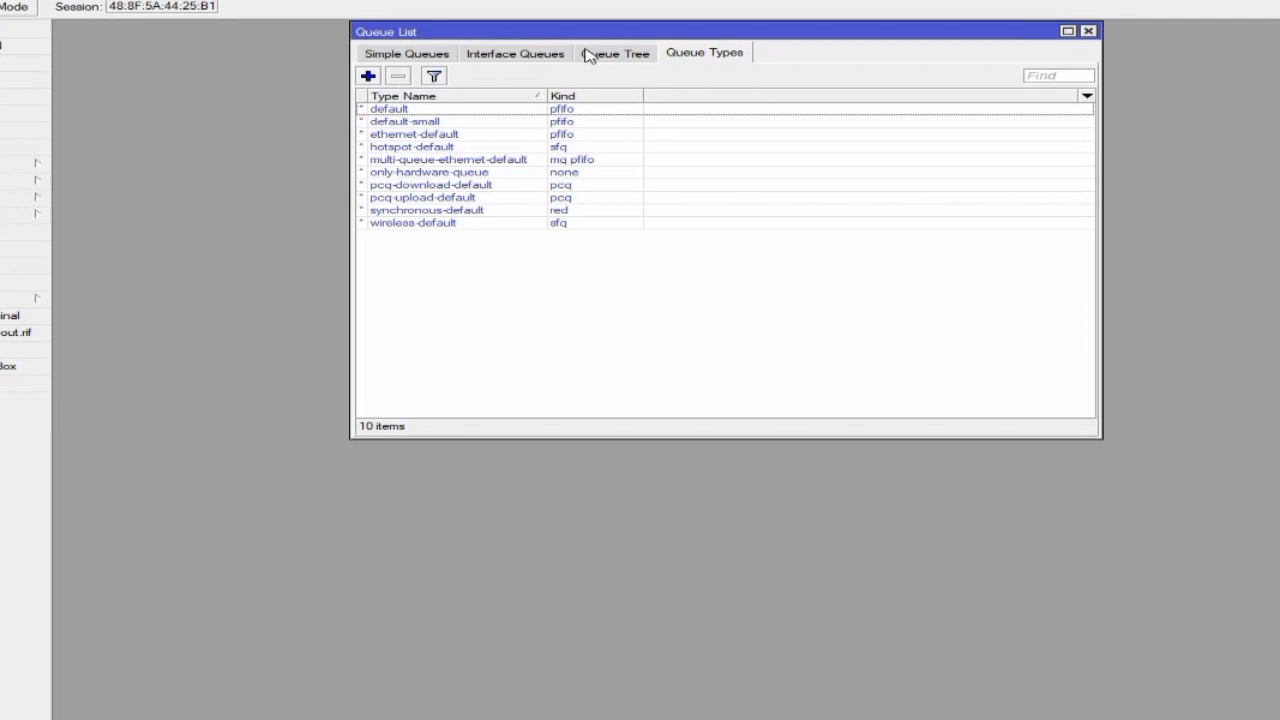 Mode Session: 48:8F:5A:44:25:B1
Queue List
Simple Queues Interface Queues Queue Tree Queue Types
Find
Type Name Kind
* default pfifo
* default-small pfifo
* ethernet-default pfifo
* hotspot-default sfq
* multi-queue-ethernet-default mq pfifo
* only-hardware-queue none
* pcq-download-default pcq
* pcq-upload-default pcq
* synchronous-default red
* wireless-default sfq
inal
out.rif
Box
10 items